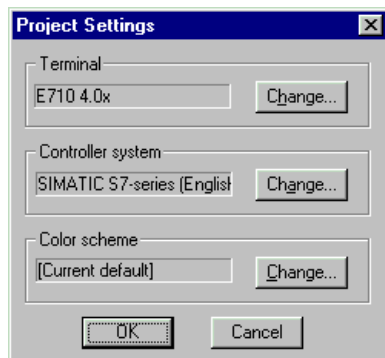 Project Settings
Terminal
E710 4.0x
Change...
Controller system
SIMATIC S7-series (English
Change...
Color scheme
[Current default]
Change...
OK
Cancel